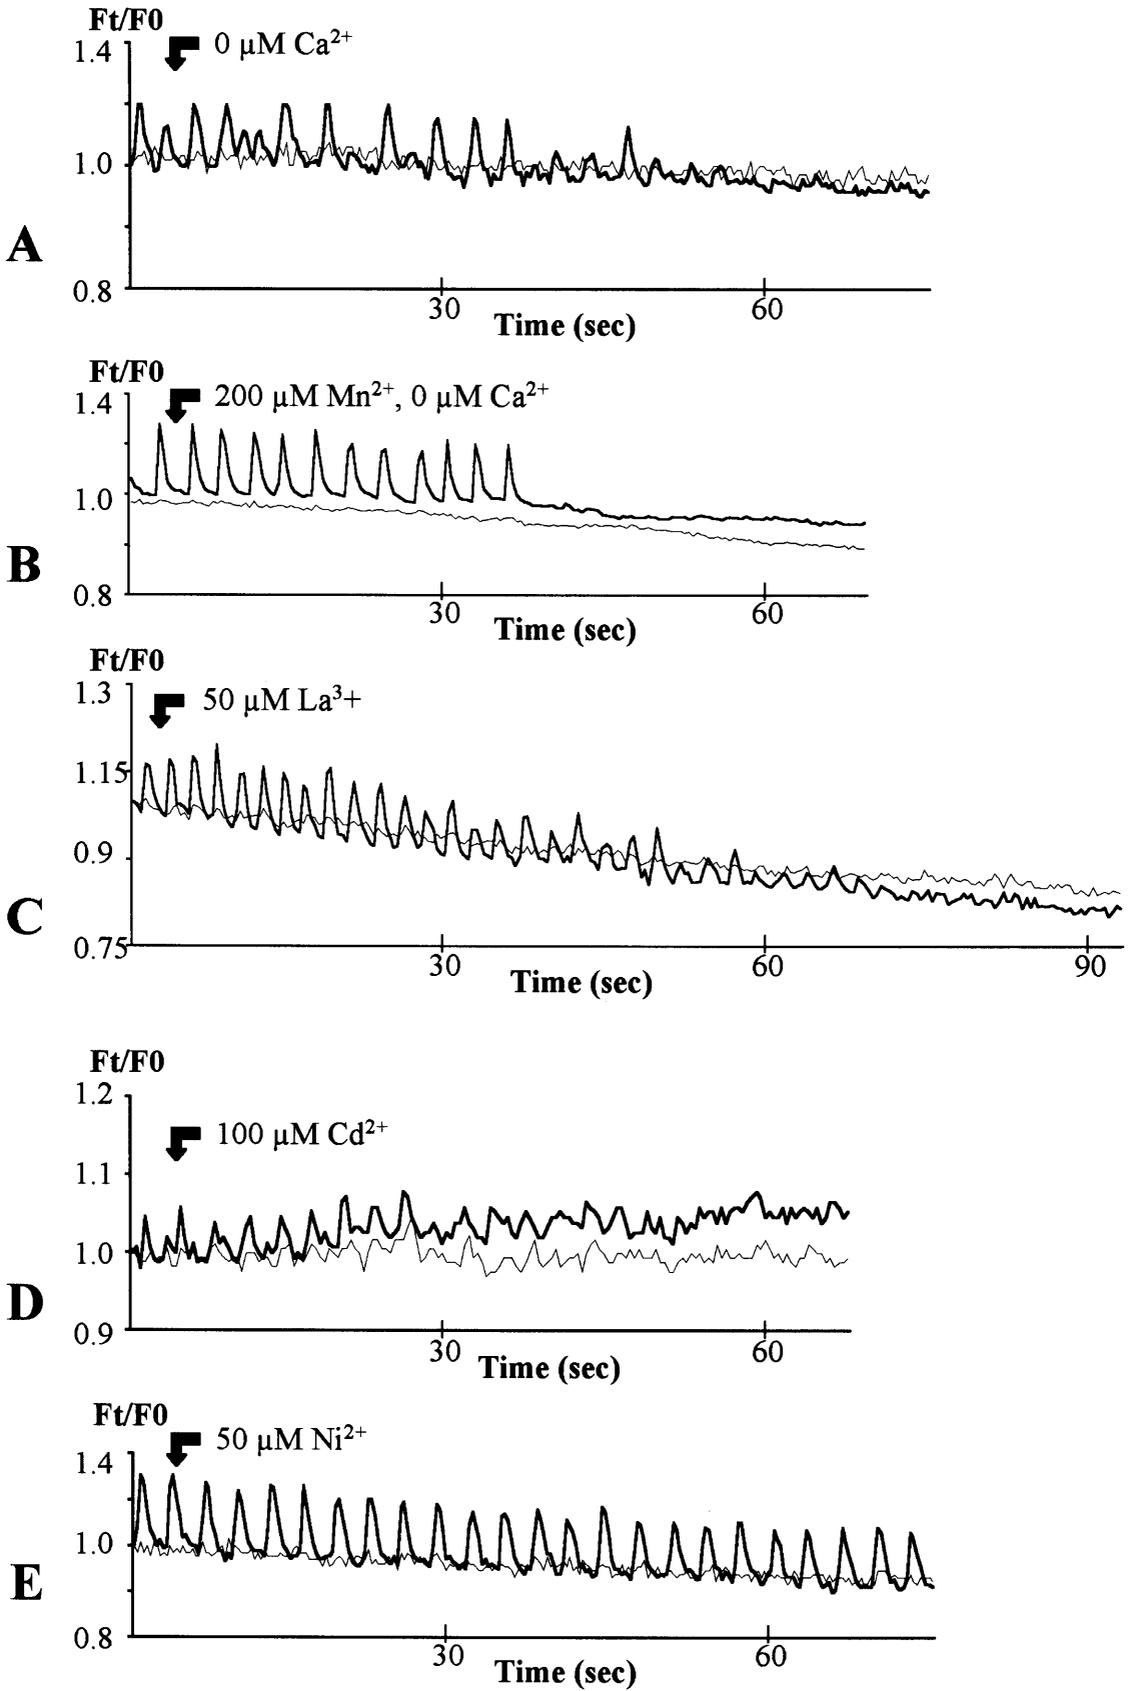 Ft/F0
1.4
0 μM Ca²⁺
1.0
A
0.8
30
60
Time (sec)
Ft/F0
1.4
200 μM Mn²⁺, 0 μM Ca²⁺
1.0
B
0.8
30
60
Time (sec)
Ft/F0
1.3
50 μM La³+
1.15
0.9
C
0.75
30
60
90
Time (sec)
Ft/F0
1.2
100 μM Cd²⁺
1.1
1.0
D
0.9
30
60
Time (sec)
Ft/F0
1.4
50 μM Ni²⁺
1.0
E
0.8
30
60
Time (sec)